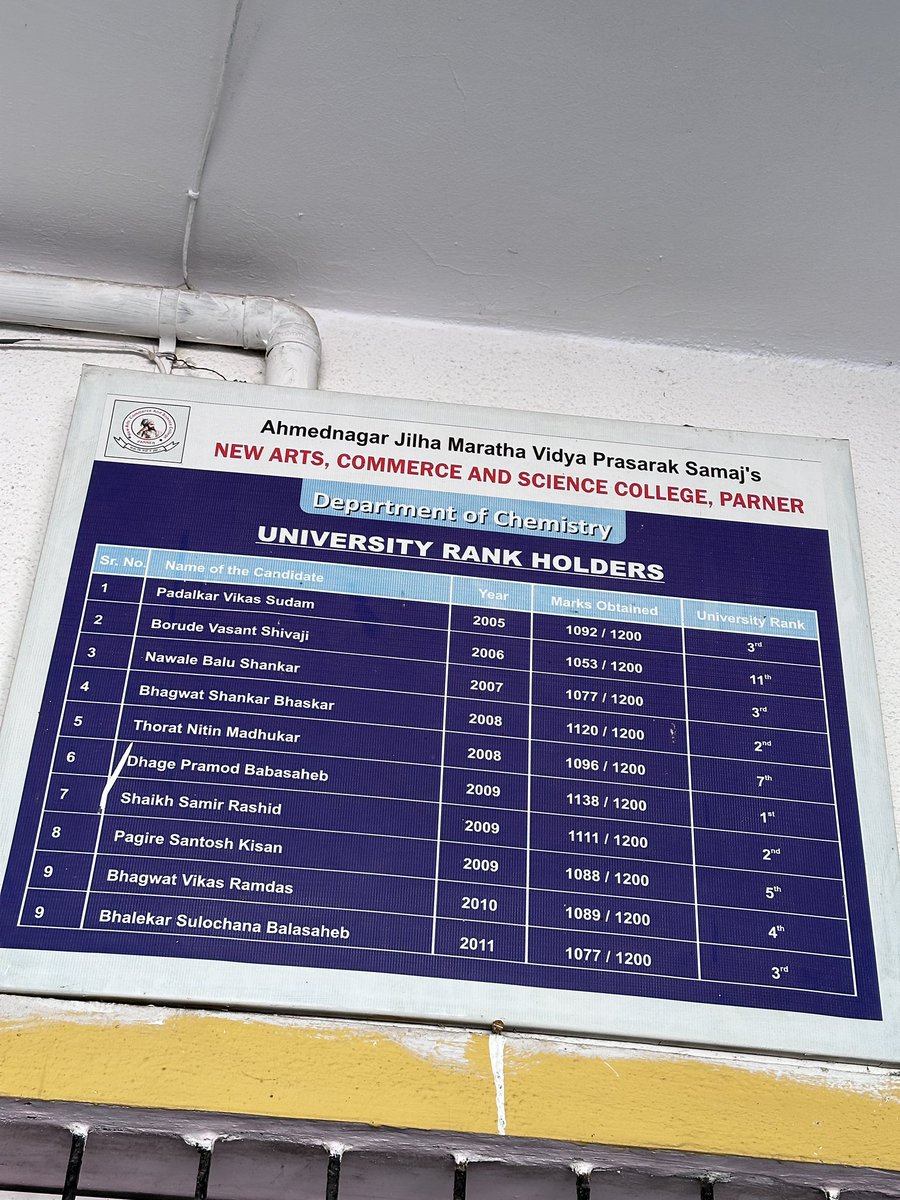 Ahmednagar Jilha Maratha Vidya Prasarak Samaj's
NEW ARTS, COMMERCE AND SCIENCE COLLEGE, PARNER
Department of Chemistry
UNIVERSITY RANK HOLDERS
Sr. No. Name of the Candidate Year Marks Obtained University Rank
1 Padalkar Vikas Sudam 2005 1092 / 1200 3rd
2 Borude Vasant Shivaji 2006 1053 / 1200 11th
3 Nawale Balu Shankar 2007 1077 / 1200 3rd
4 Bhagwat Shankar Bhaskar 2008 1120 / 1200 2nd
5 Thorat Nitin Madhukar 2008 1096 / 1200 7th
6 Dhage Pramod Babasaheb 2009 1138 / 1200 1st
7 Shaikh Samir Rashid 2009 1111 / 1200 2nd
8 Pagire Santosh Kisan 2009 1088 / 1200 5th
9 Bhagwat Vikas Ramdas 2010 1089 / 1200 4th
9 Bhalekar Sulochana Balasaheb 2011 1077 / 1200 3rd